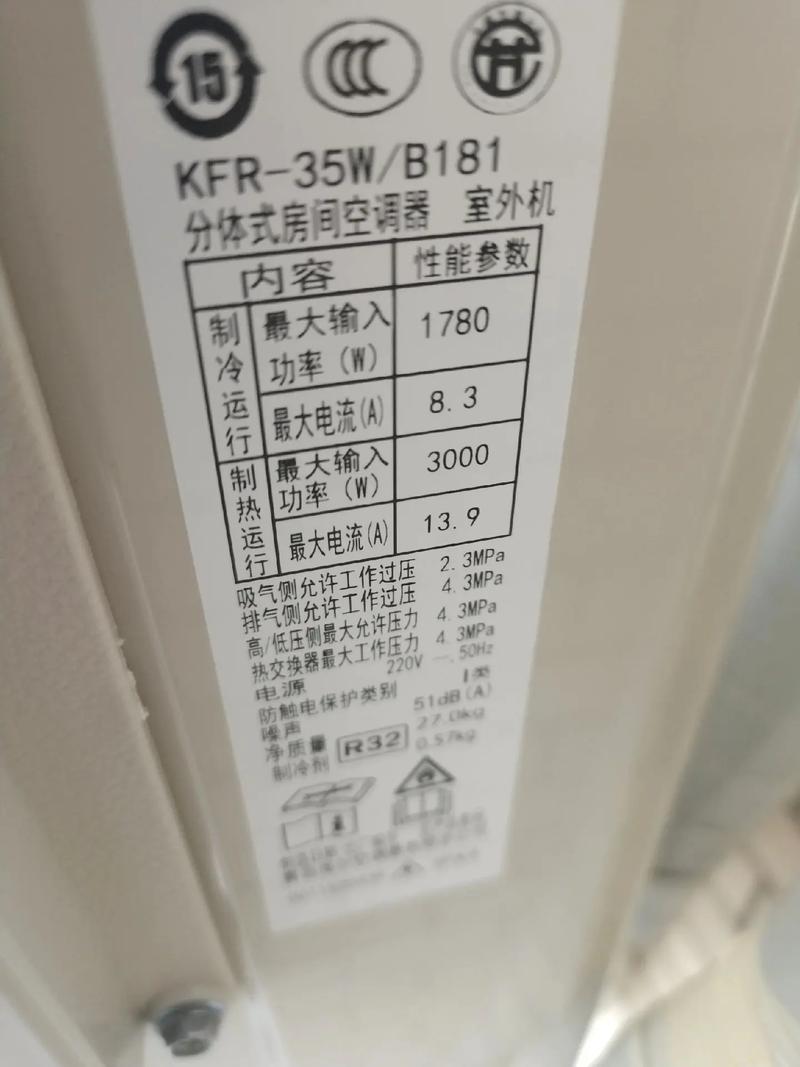 15
CCC
KFR-35W/B181
分体式房间空调器 室外机
内容 性能参数
制冷运行 最大输入功率(W) 1780
最大电流(A) 8.3
制热运行 最大输入功率(W) 3000
最大电流(A) 13.9
吸气侧允许工作过压 2.3MPa
排气侧允许工作过压 4.3MPa
高/低压侧最大允许压力 4.3MPa
热交换器最大工作压力 4.3MPa
电源 220V ~. 50Hz
防触电保护类别 I类
噪声 51dB(A)
净质量 27.0kg
制冷剂 R32 0.57kg